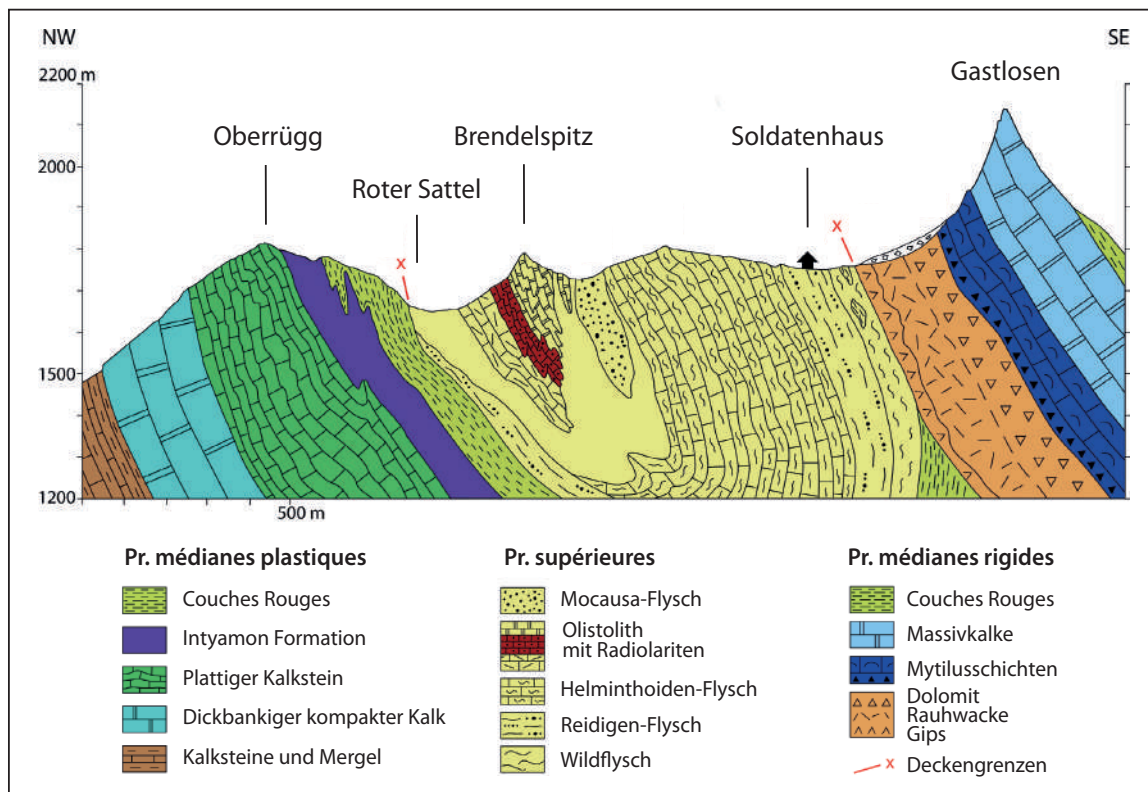 NW
SE
2200 m
Gastlosen
Oberrügg
Brendelspitz
Soldatenhaus
2000
Roter Sattel
x
x
1800
1500
1200
500 m
Pr. médianes plastiques
Couches Rouges
Intyamon Formation
Plattiger Kalkstein
Dickbankiger kompakter Kalk
Kalksteine und Mergel
Pr. supérieures
Mocausa-Flysch
Olistolith
mit Radiolariten
Helminthoiden-Flysch
Reidigen-Flysch
Wildflysch
Pr. médianes rigides
Couches Rouges
Massivkalke
Mytilusschichten
Dolomit
Rauhwacke
Gips
x Deckengrenzen